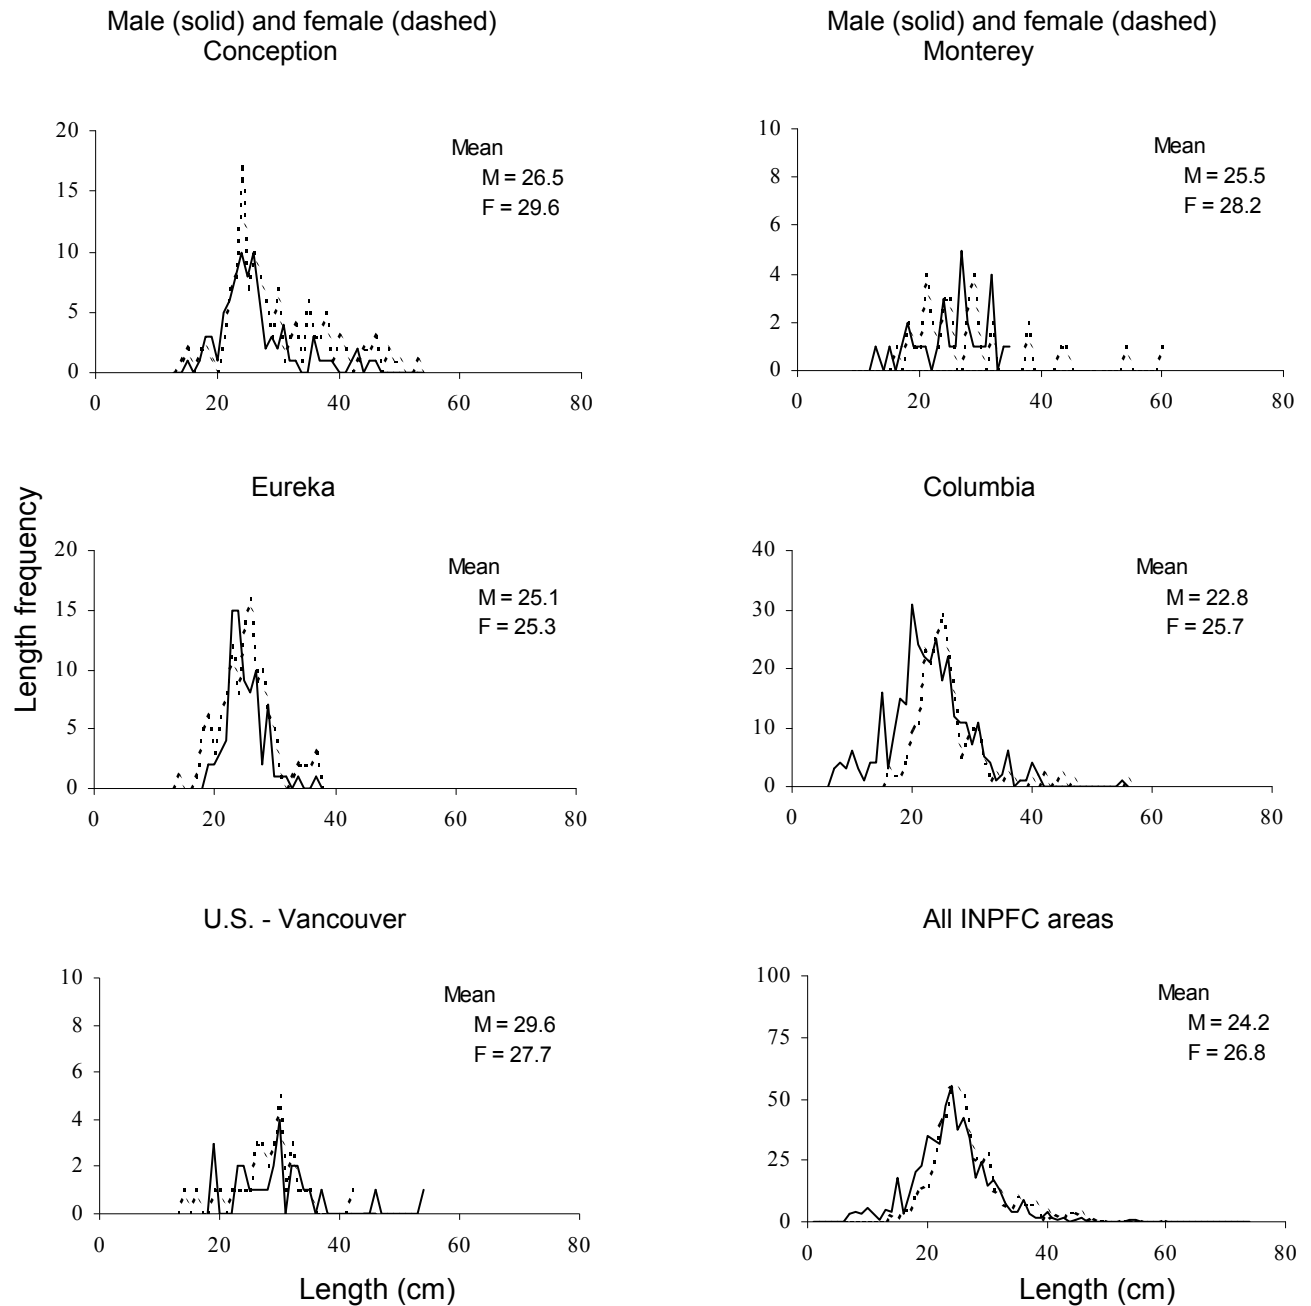 Male (solid) and female (dashed)
Conception
20
15
10
5
0
0 20 40 60 80
Mean
M = 26.5
F = 29.6
Male (solid) and female (dashed)
Monterey
10
8
6
4
2
0
0 20 40 60 80
Mean
M = 25.5
F = 28.2
Length frequency
Eureka
20
15
10
5
0
0 20 40 60 80
Mean
M = 25.1
F = 25.3
Columbia
40
30
20
10
0
0 20 40 60 80
Mean
M = 22.8
F = 25.7
U.S. - Vancouver
10
8
6
4
2
0
0 20 40 60 80
Mean
M = 29.6
F = 27.7
Length (cm)
All INPFC areas
100
75
50
25
0
0 20 40 60 80
Mean
M = 24.2
F = 26.8
Length (cm)